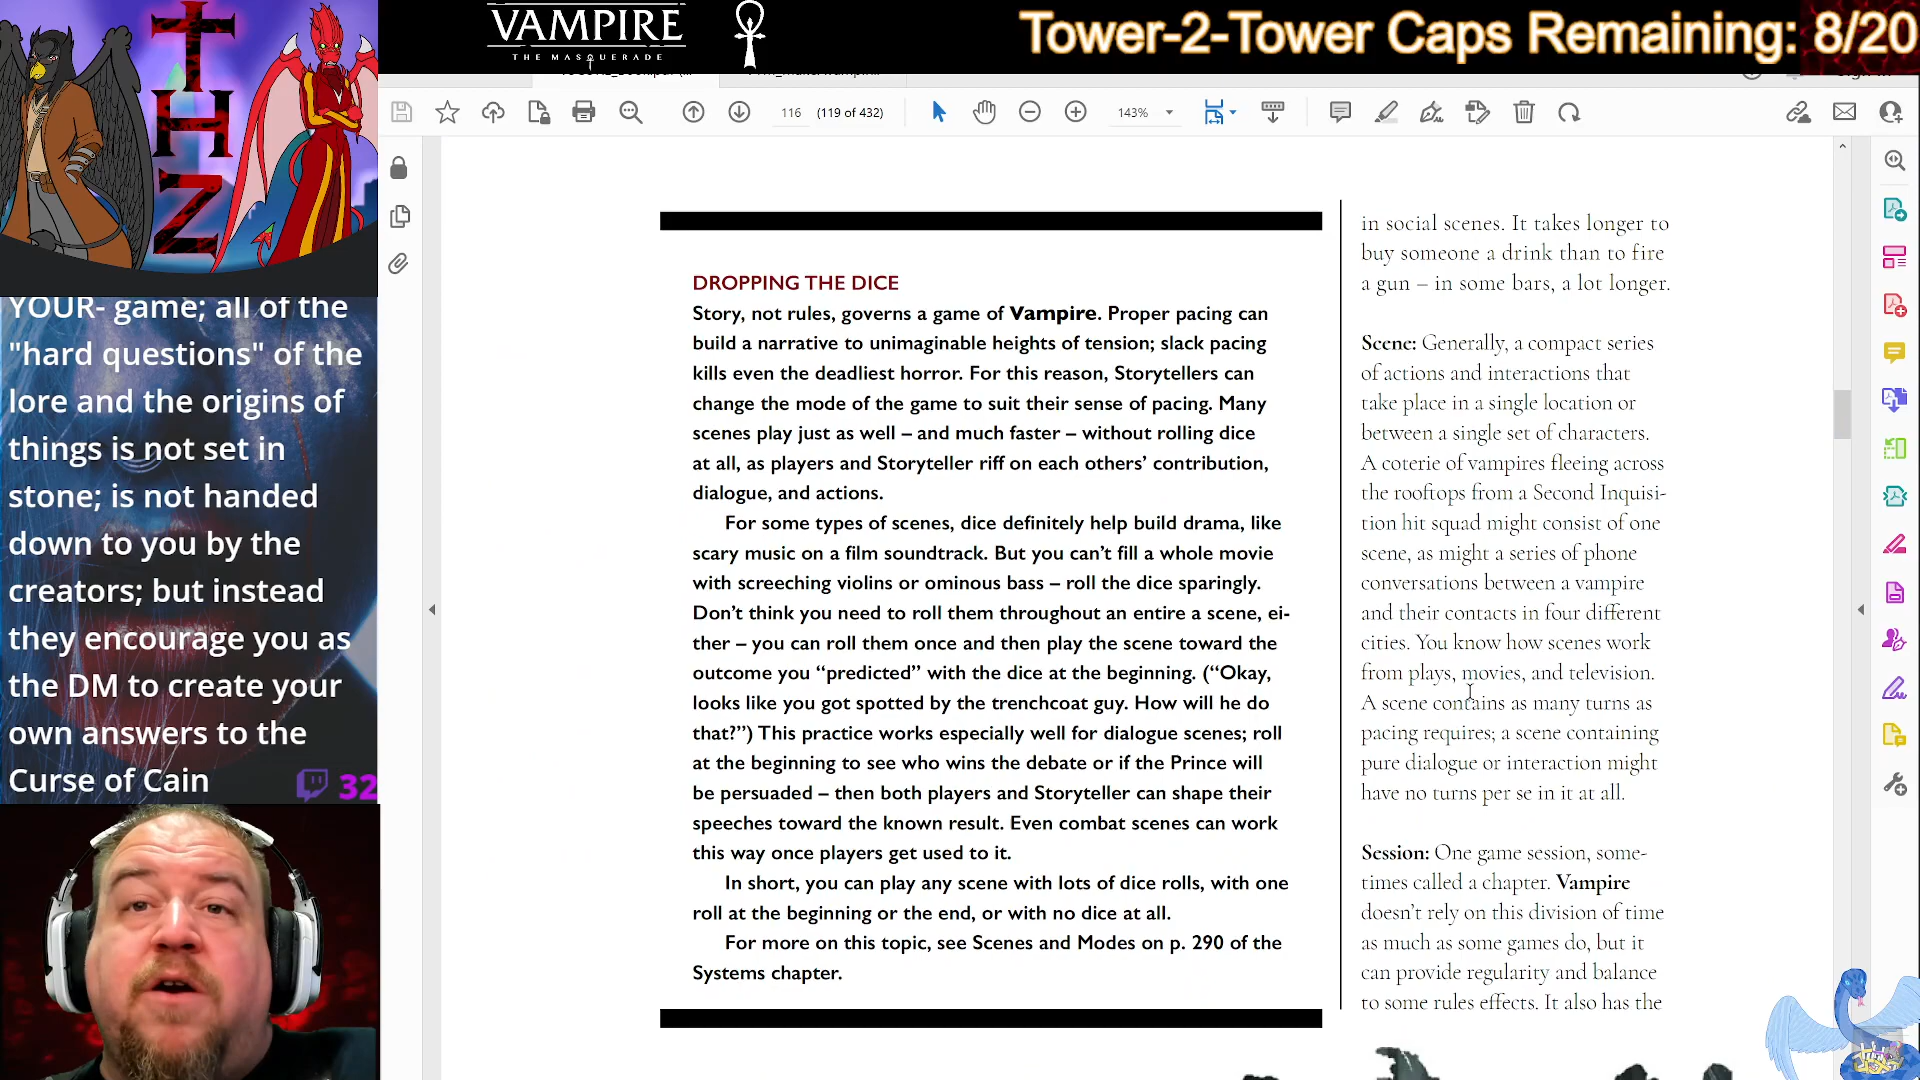 T
H
Z
VAMPIRE
THE MASQUERADE
Tower-2-Tower Caps Remaining: 8/20
116 (119 of 432)
143%
YOUR- game; all of the
"hard questions" of the
lore and the origins of
things is not set in
stone; is not handed
down to you by the
creators; but instead
they encourage you as
the DM to create your
own answers to the
Curse of Cain
32
DROPPING THE DICE
Story, not rules, governs a game of Vampire. Proper pacing can
build a narrative to unimaginable heights of tension; slack pacing
kills even the deadliest horror. For this reason, Storytellers can
change the mode of the game to suit their sense of pacing. Many
scenes play just as well – and much faster – without rolling dice
at all, as players and Storyteller riff on each others’ contribution,
dialogue, and actions.
For some types of scenes, dice definitely help build drama, like
scary music on a film soundtrack. But you can’t fill a whole movie
with screeching violins or ominous bass – roll the dice sparingly.
Don’t think you need to roll them throughout an entire a scene, ei-
ther – you can roll them once and then play the scene toward the
outcome you “predicted” with the dice at the beginning. (“Okay,
looks like you got spotted by the trenchcoat guy. How will he do
that?”) This practice works especially well for dialogue scenes; roll
at the beginning to see who wins the debate or if the Prince will
be persuaded – then both players and Storyteller can shape their
speeches toward the known result. Even combat scenes can work
this way once players get used to it.
In short, you can play any scene with lots of dice rolls, with one
roll at the beginning or the end, or with no dice at all.
For more on this topic, see Scenes and Modes on p. 290 of the
Systems chapter.
in social scenes. It takes longer to
buy someone a drink than to fire
a gun – in some bars, a lot longer.
Scene: Generally, a compact series
of actions and interactions that
take place in a single location or
between a single set of characters.
A coterie of vampires fleeing across
the rooftops from a Second Inquisi-
tion hit squad might consist of one
scene, as might a series of phone
conversations between a vampire
and their contacts in four different
cities. You know how scenes work
from plays, movies, and television.
A scene contains as many turns as
pacing requires; a scene containing
pure dialogue or interaction might
have no turns per se in it at all.
Session: One game session, some-
times called a chapter. Vampire
doesn’t rely on this division of time
as much as some games do, but it
can provide regularity and balance
to some rules effects. It also has the